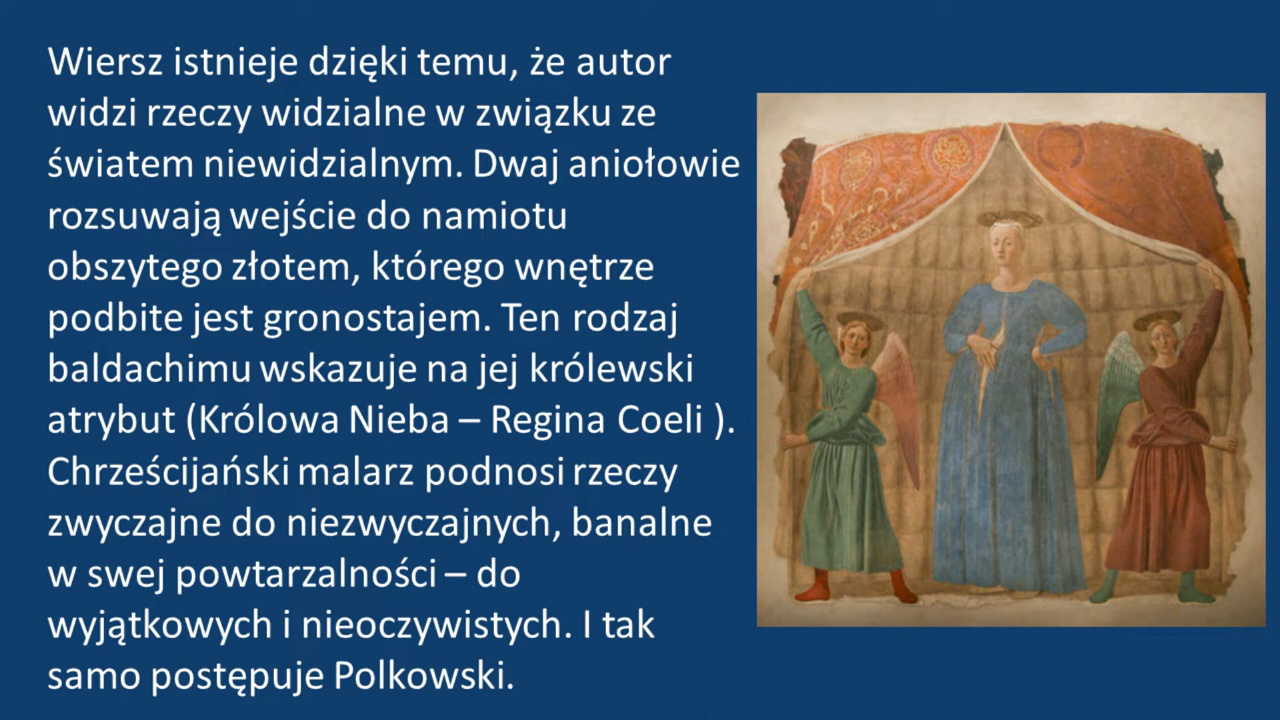 Wiersz istnieje dzięki temu, że autor
widzi rzeczy widzialne w związku ze
światem niewidzialnym. Dwaj aniołowie
rozsuwają wejście do namiotu
obszytego złotem, którego wnętrze
podbite jest gronostajem. Ten rodzaj
baldachimu wskazuje na jej królewski
atrybut (Królowa Nieba – Regina Coeli ).
Chrześcijański malarz podnosi rzeczy
zwyczajne do niezwyczajnych, banalne
w swej powtarzalności – do
wyjątkowych i nieoczywistych. I tak
samo postępuje Polkowski.